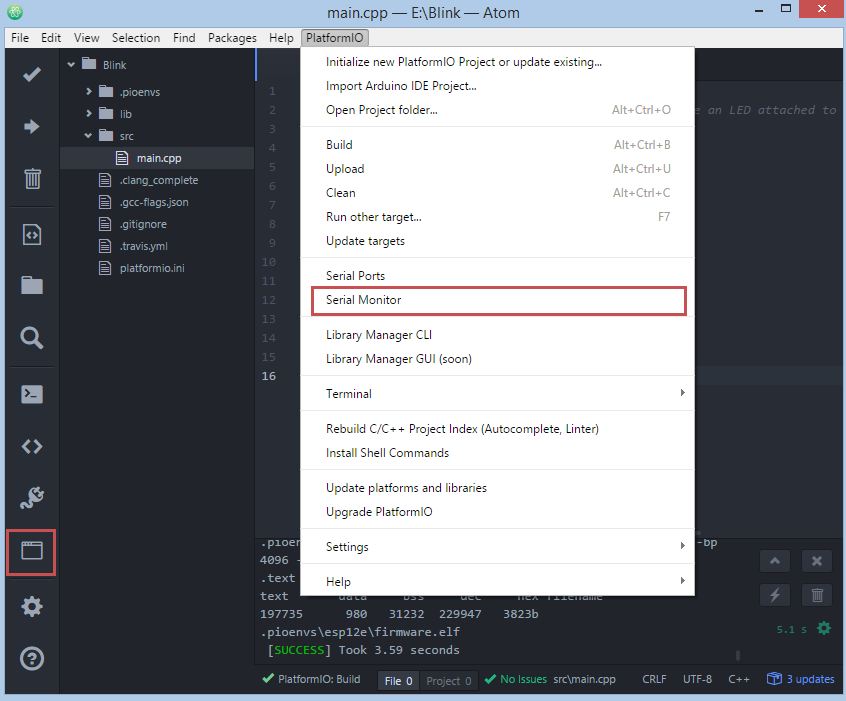 main.cpp — E:\Blink — Atom
File Edit View Selection Find Packages Help PlatformIO
Blink
.pioenvs
lib
src
main.cpp
.clang_complete
.gcc-flags.json
.gitignore
.travis.yml
platformio.ini
1
2
3
4
5
6
7
8
9
10
11
12
13
14
15
16
an LED attached to
Initialize new PlatformIO Project or update existing...
Import Arduino IDE Project...
Open Project folder... Alt+Ctrl+O
Build Alt+Ctrl+B
Upload Alt+Ctrl+U
Clean Alt+Ctrl+C
Run other target... F7
Update targets
Serial Ports
Serial Monitor
Library Manager CLI
Library Manager GUI (soon)
Terminal
Rebuild C/C++ Project Index (Autocomplete, Linter)
Install Shell Commands
Update platforms and libraries
Upgrade PlatformIO
Settings
Help
-bp
4096
.text
text data bss dec hex filename
197735 980 31232 229947 3823b
.pioenvs\esp12e\firmware.elf
[SUCCESS] Took 3.59 seconds
5.1 s
PlatformIO: Build File 0 Project 0 No Issues src\main.cpp CRLF UTF-8 C++ 3 updates